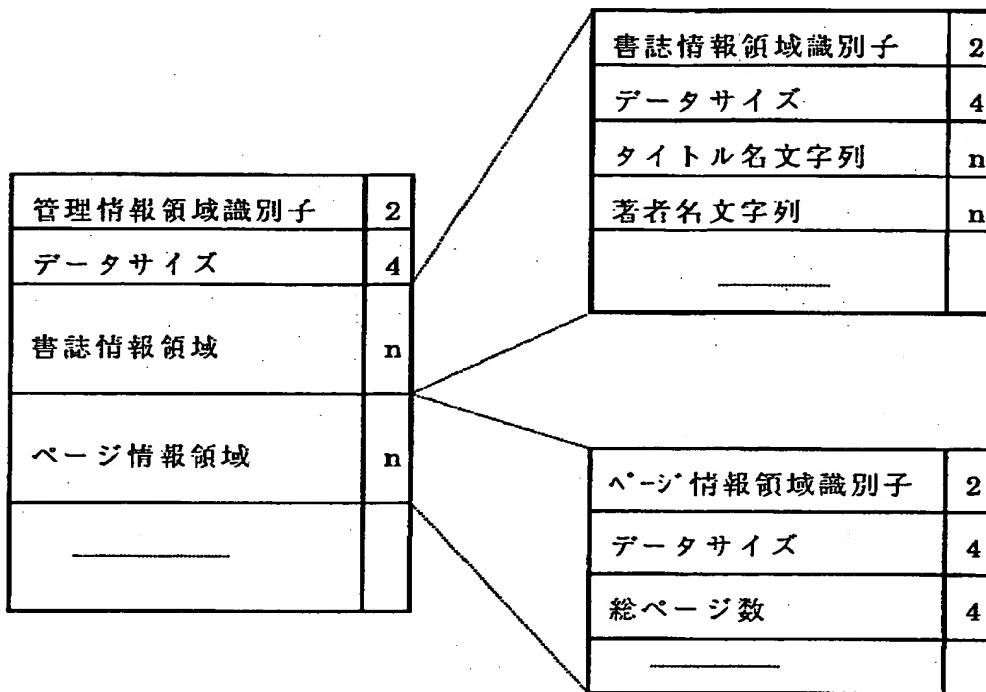 管理情報領域識別子 2
データサイズ 4
書誌情報領域 n
ページ情報領域 n
書誌情報領域識別子 2
データサイズ 4
タイトル名文字列 n
著者名文字列 n
ページ情報領域識別子 2
データサイズ 4
総ページ数 4